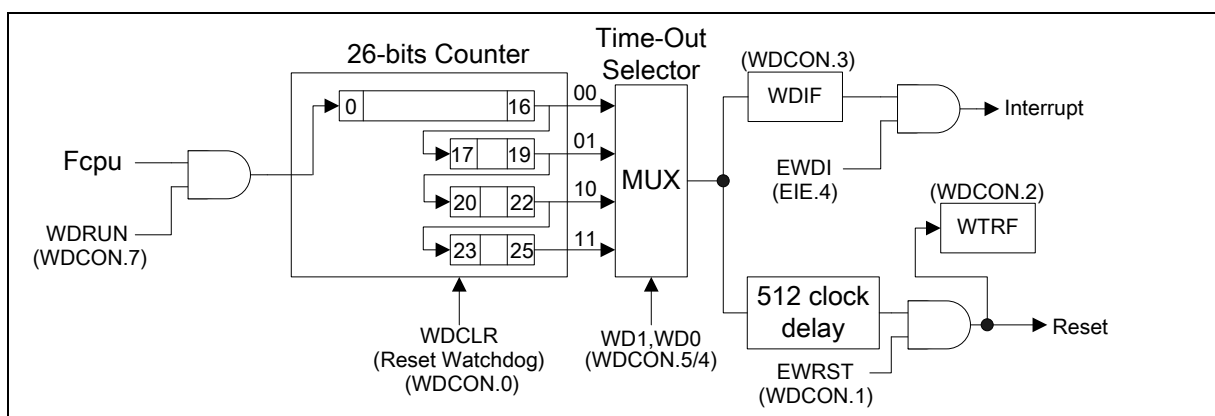 26-bits Counter
Time-Out
Selector
(WDCON.3)
WDIF
Interrupt
EWDI
(EIE.4)
0
16
00
17
19
01
20
22
10
23
25
11
MUX
Fcpu
WDRUN
(WDCON.7)
(WDCON.2)
WTRF
512 clock
delay
Reset
WDCLR
(Reset Watchdog)
(WDCON.0)
WD1,WD0
(WDCON.5/4)
EWRST
(WDCON.1)